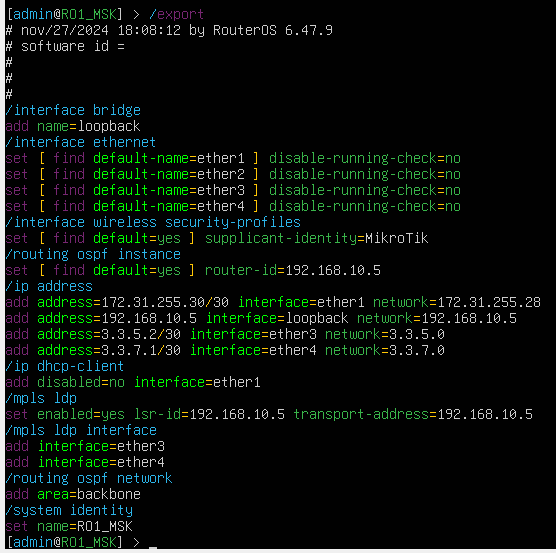 [admin@RO1_MSK] > /export
# nov/27/2024 18:08:12 by RouterOS 6.47.9
# software id =
#
#
#
/interface bridge
add name=loopback
/interface ethernet
set [ find default-name=ether1 ] disable-running-check=no
set [ find default-name=ether2 ] disable-running-check=no
set [ find default-name=ether3 ] disable-running-check=no
set [ find default-name=ether4 ] disable-running-check=no
/interface wireless security-profiles
set [ find default=yes ] supplicant-identity=MikroTik
/routing ospf instance
set [ find default=yes ] router-id=192.168.10.5
/ip address
add address=172.31.255.30/30 interface=ether1 network=172.31.255.28
add address=192.168.10.5 interface=loopback network=192.168.10.5
add address=3.3.5.2/30 interface=ether3 network=3.3.5.0
add address=3.3.7.1/30 interface=ether4 network=3.3.7.0
/ip dhcp-client
add disabled=no interface=ether1
/mpls ldp
set enabled=yes lsr-id=192.168.10.5 transport-address=192.168.10.5
/mpls ldp interface
add interface=ether3
add interface=ether4
/routing ospf network
add area=backbone
/system identity
set name=RO1_MSK
[admin@RO1_MSK] > _